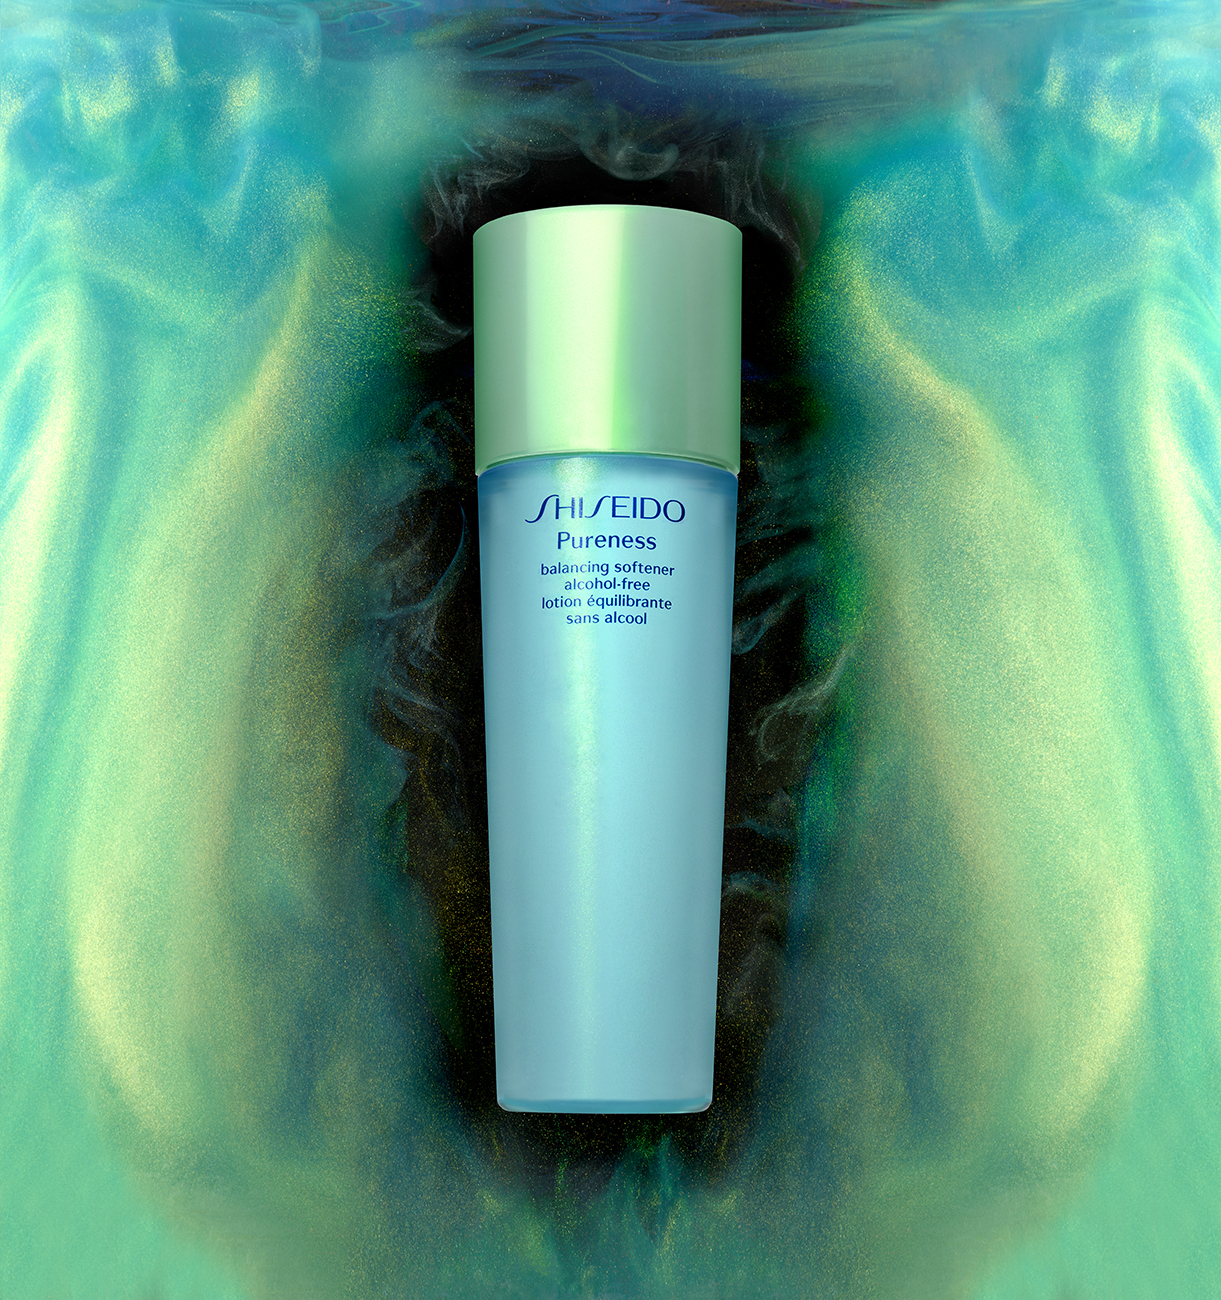 SHISEIDO
Pureness
balancing softener
alcohol-free
lotion équilibrante
sans alcool